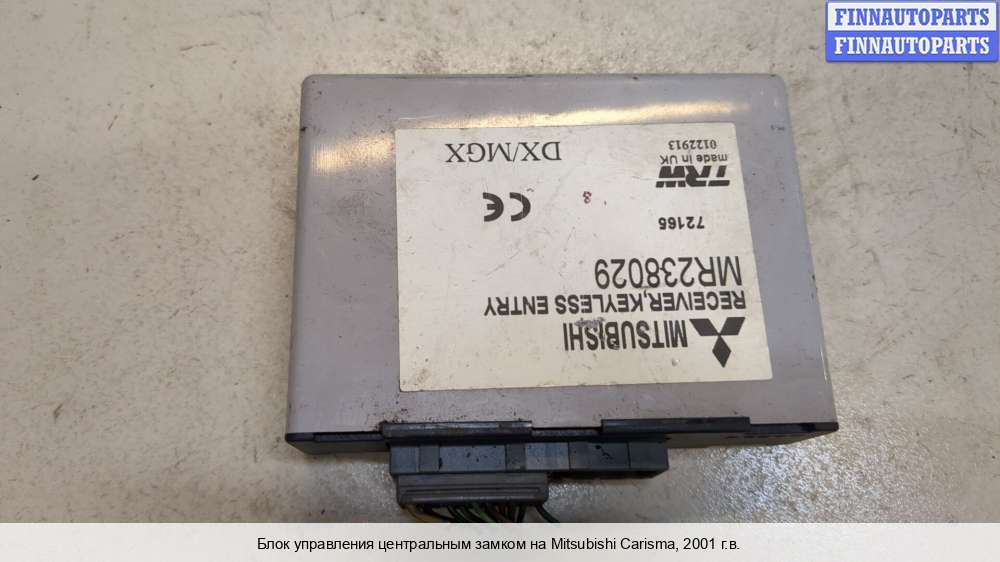 FINNAUTOPARTS
FINNAUTOPARTS
MITSUBISHI
RECEIVER,KEYLESS ENTRY
MR238029
72165
3
TRW
made in UK
0122913
CE
DX/MGX
Блок управления центральным замком на Mitsubishi Carisma, 2001 г.в.